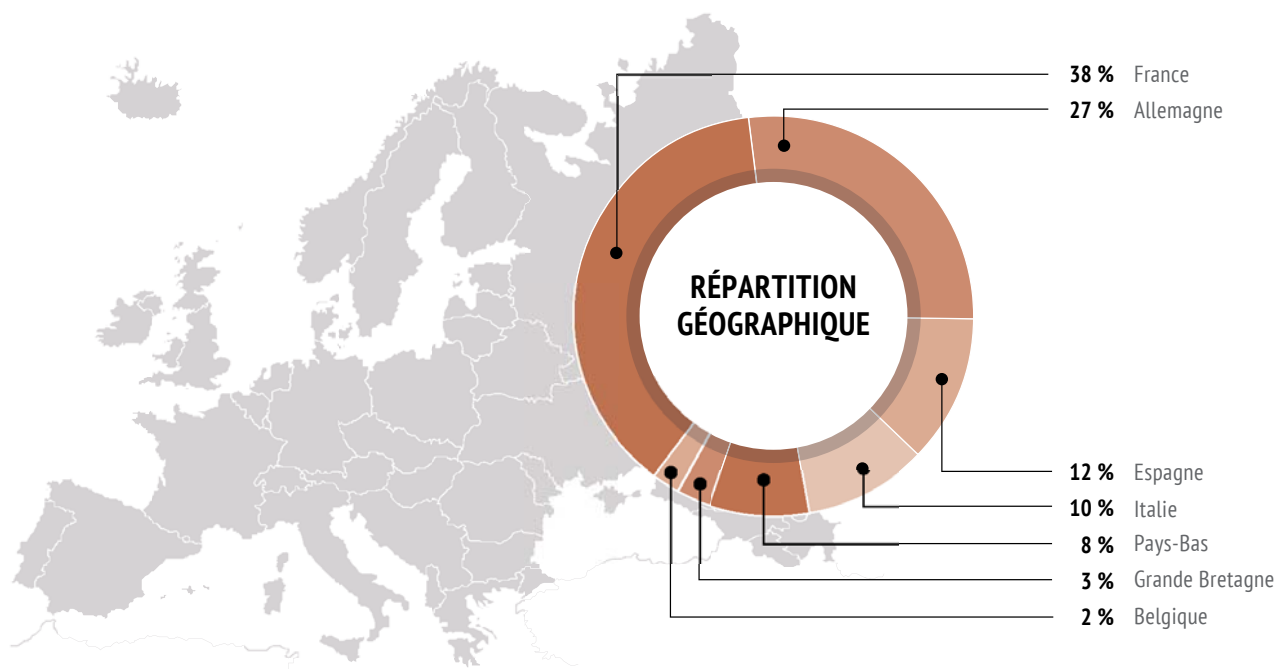 38 % France
27 % Allemagne
RÉPARTITION
GÉOGRAPHIQUE
12 % Espagne
10 % Italie
8 % Pays-Bas
3 % Grande Bretagne
2 % Belgique